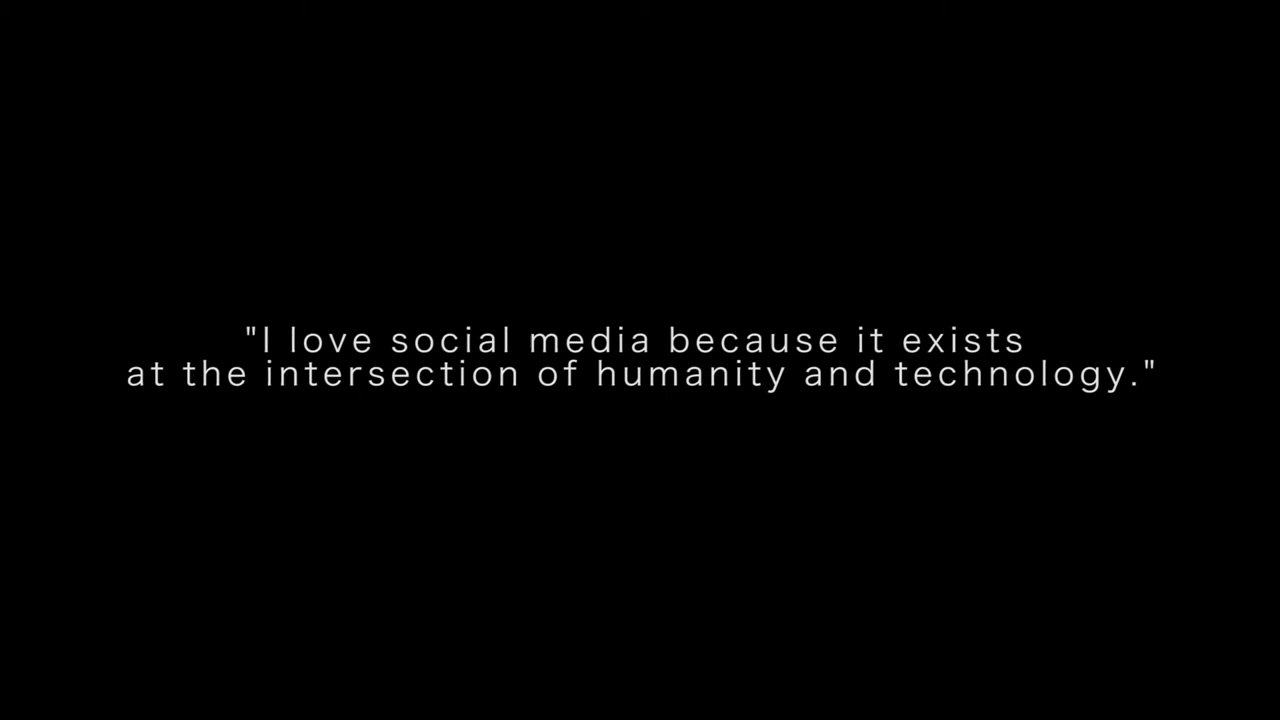 "I love social media because it exists
at the intersection of humanity and technology."